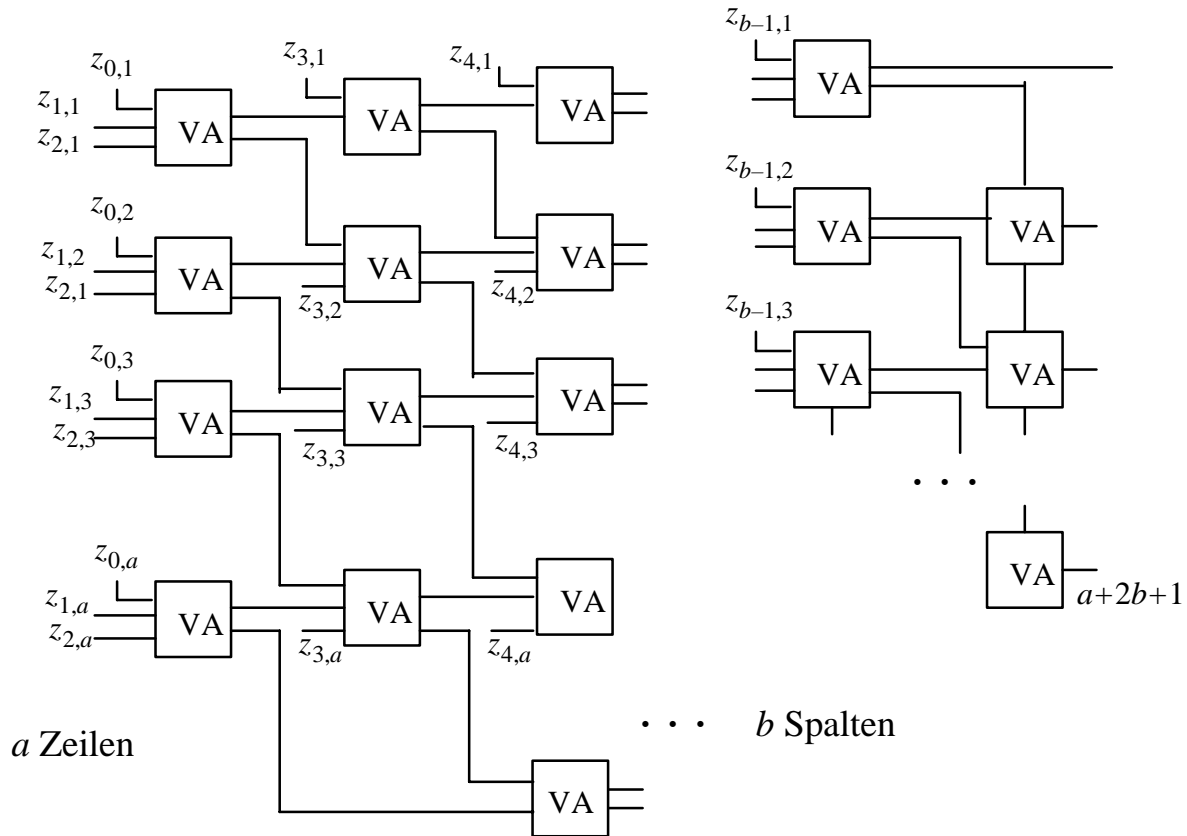 z0,1
z1,1
z2,1
VA
z3,1
VA
z4,1
VA
zb–1,1
VA
z0,2
z1,2
z2,1
VA
VA
z3,2
VA
z4,2
zb–1,2
VA
VA
z0,3
z1,3
z2,3
VA
VA
z3,3
VA
z4,3
zb–1,3
VA
VA
. . .
z0,a
z1,a
z2,a
VA
VA
z3,a
VA
z4,a
VA
a+2b+1
a Zeilen
. . .
b Spalten
VA